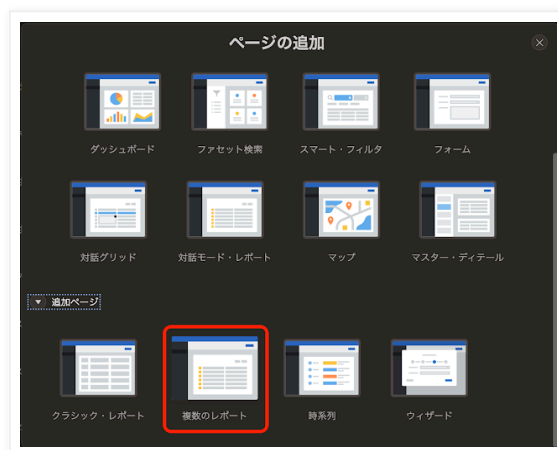 ページの追加
ダッシュボード
ファセット検索
スマート・フィルタ
フォーム
対話グリッド
対話モード・レポート
マップ
マスター・ディテール
追加ページ
クラシック・レポート
複数のレポート
時系列
ウィザード